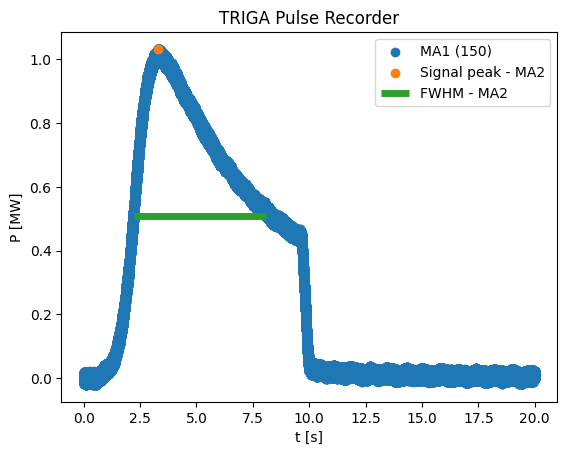 TRIGA Pulse Recorder
MA1 (150)
Signal peak - MA2
FWHM - MA2
P [MW]
1.0
0.8
0.6
0.4
0.2
0.0
0.0 2.5 5.0 7.5 10.0 12.5 15.0 17.5 20.0
t [s]